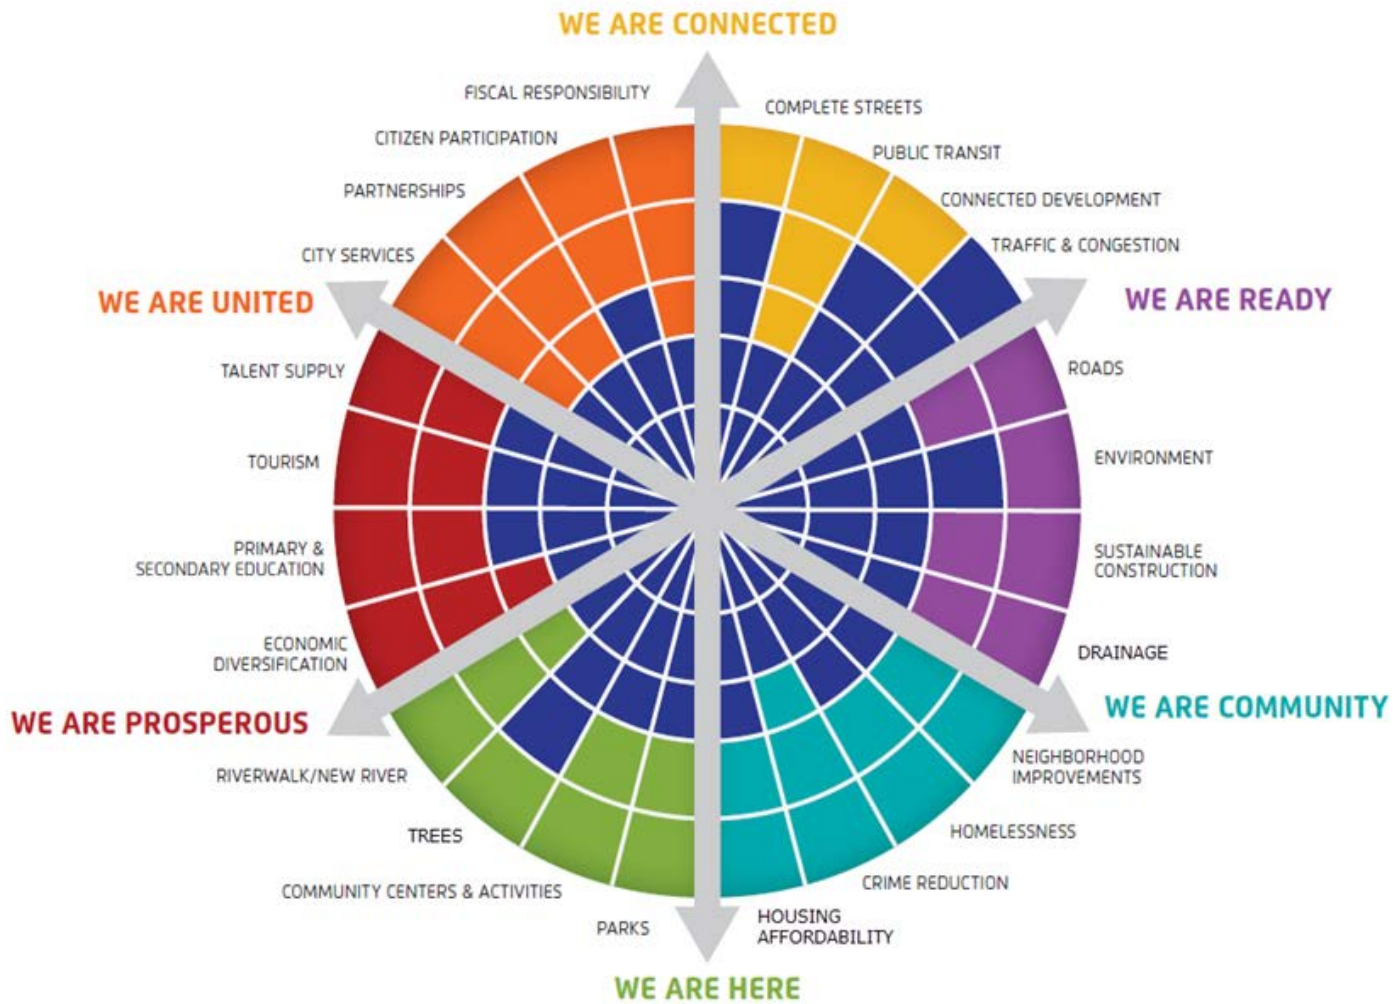 WE ARE CONNECTED
FISCAL RESPONSIBILITY
COMPLETE STREETS
CITIZEN PARTICIPATION
PUBLIC TRANSIT
PARTNERSHIPS
CONNECTED DEVELOPMENT
CITY SERVICES
TRAFFIC & CONGESTION
WE ARE UNITED
WE ARE READY
TALENT SUPPLY
ROADS
TOURISM
ENVIRONMENT
PRIMARY &
SECONDARY EDUCATION
SUSTAINABLE
CONSTRUCTION
ECONOMIC
DIVERSIFICATION
DRAINAGE
WE ARE PROSPEROUS
WE ARE COMMUNITY
RIVERWALK/NEW RIVER
NEIGHBORHOOD
IMPROVEMENTS
TREES
HOMELESSNESS
COMMUNITY CENTERS & ACTIVITIES
CRIME REDUCTION
PARKS
HOUSING
AFFORDABILITY
WE ARE HERE